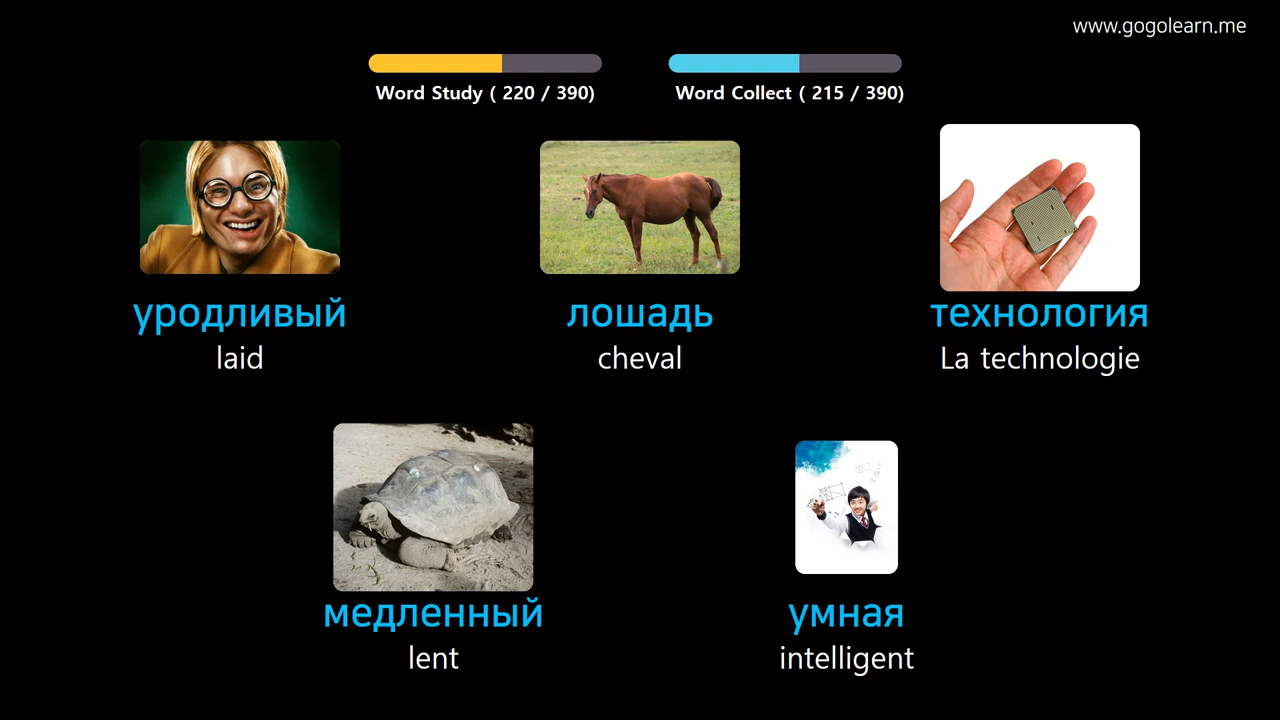 www.gogolearn.me
Word Study ( 220 / 390)
Word Collect ( 215 / 390)
уродливый
laid
лошадь
cheval
технология
La technologie
медленный
lent
умная
intelligent